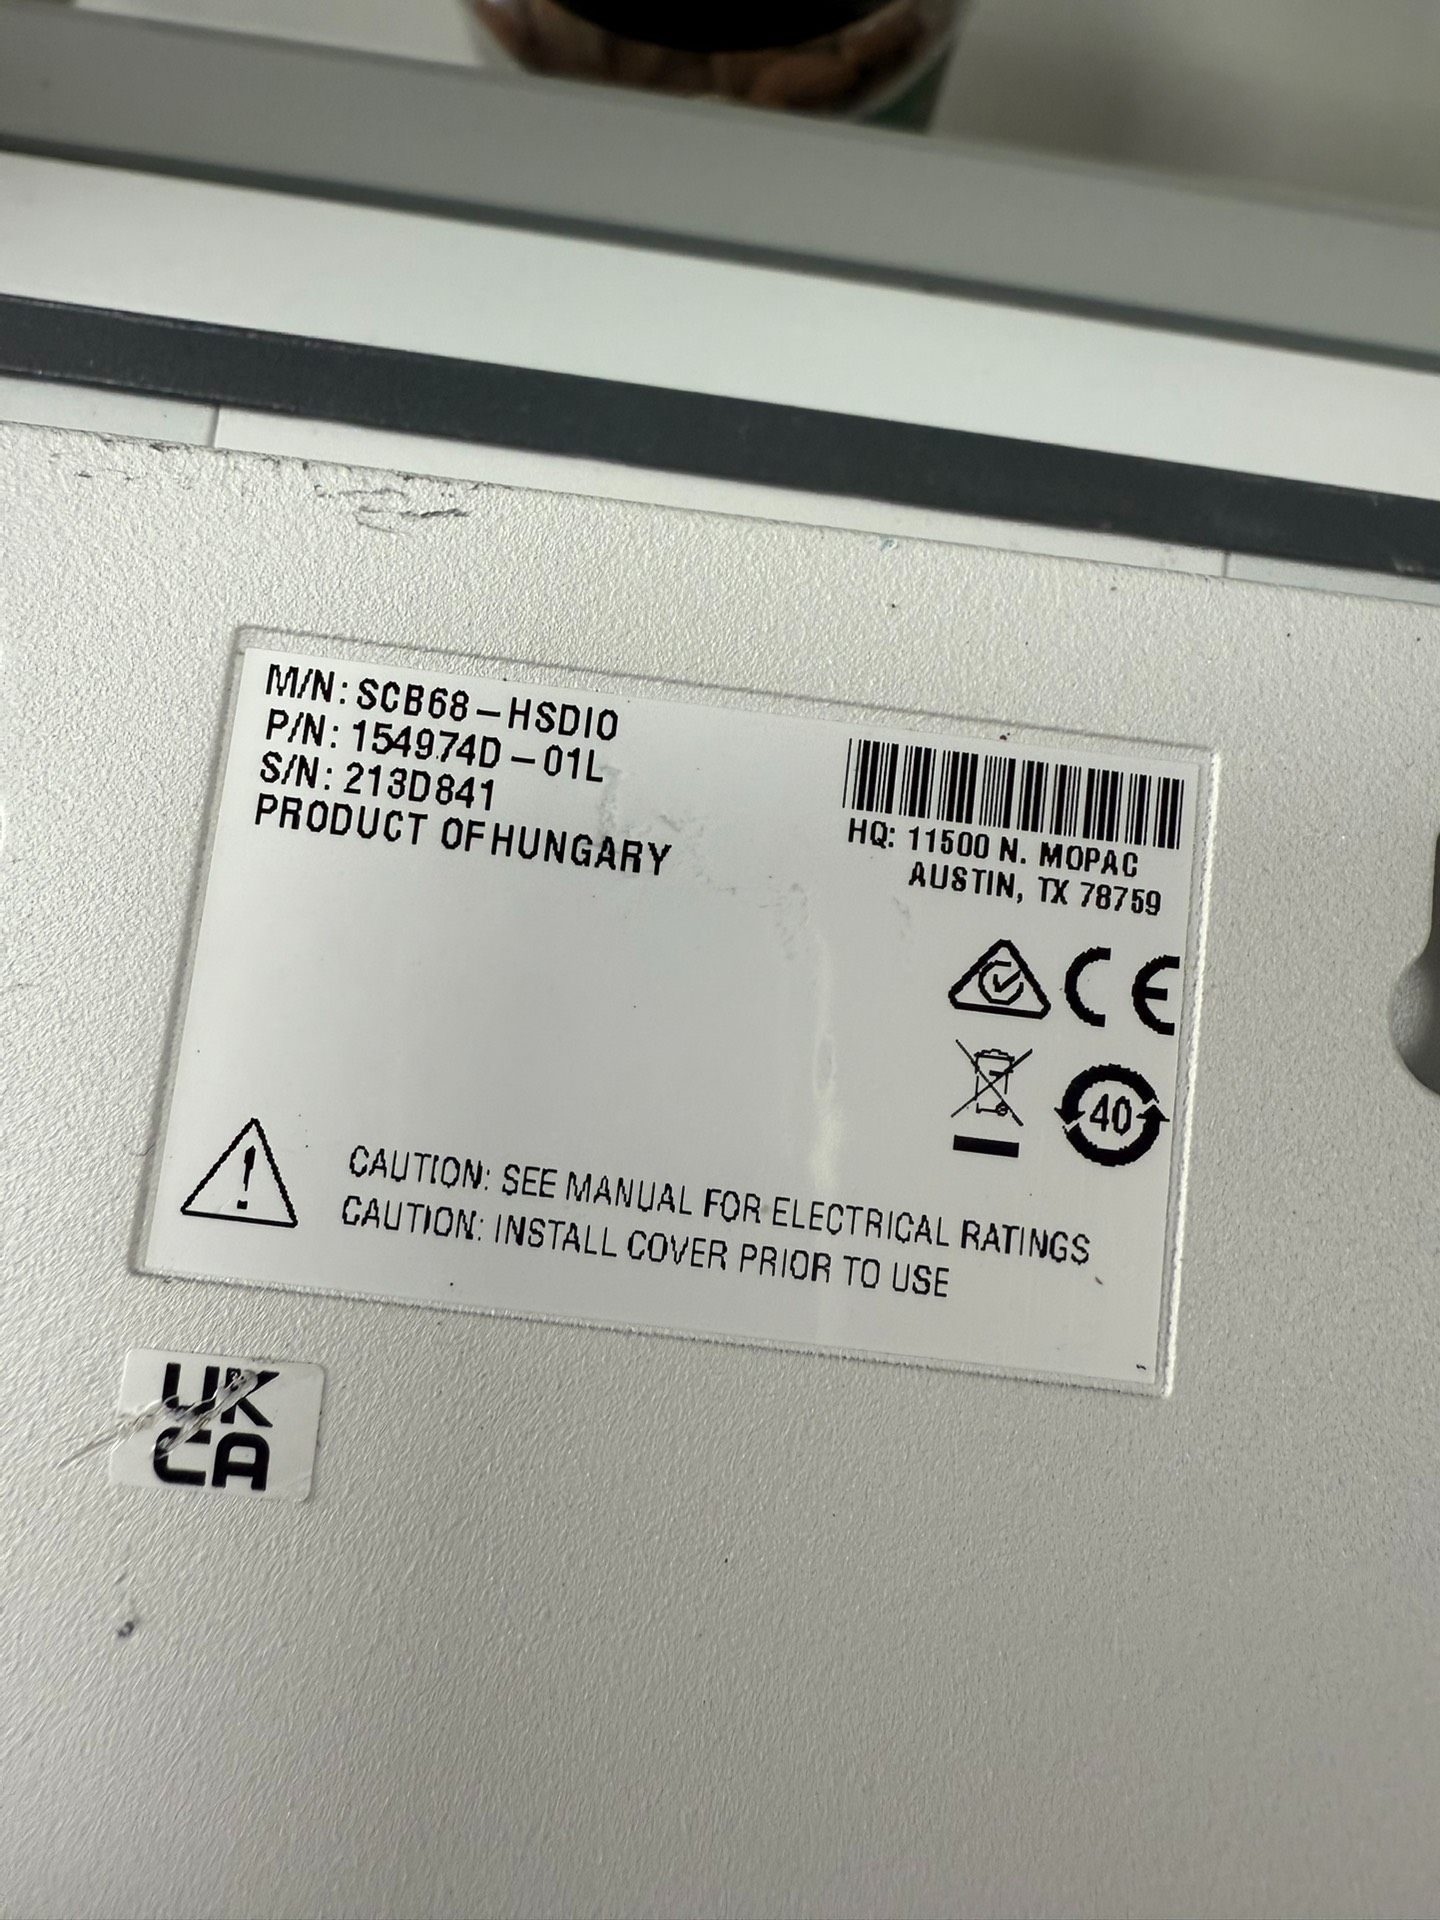 M/N: SCB68-HSDIO
P/N: 154974D-01L
S/N: 213D841
PRODUCT OF HUNGARY
HQ: 11500 N. MOPAC
AUSTIN, TX 78759
CE
40
CAUTION: SEE MANUAL FOR ELECTRICAL RATINGS
CAUTION: INSTALL COVER PRIOR TO USE
UK
CA